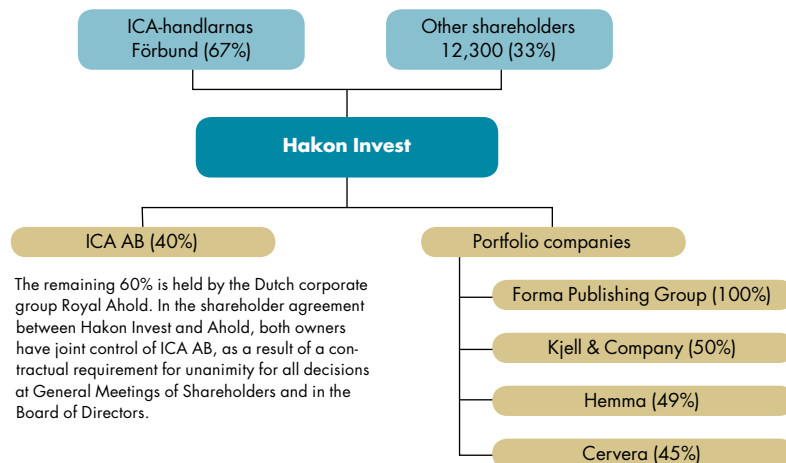 ICA-handlarnas
Förbund (67%)
Other shareholders
12,300 (33%)
Hakon Invest
ICA AB (40%)
Portfolio companies
The remaining 60% is held by the Dutch corporate
group Royal Ahold. In the shareholder agreement
between Hakon Invest and Ahold, both owners
have joint control of ICA AB, as a result of a con-
tractual requirement for unanimity for all decisions
at General Meetings of Shareholders and in the
Board of Directors.
Forma Publishing Group (100%)
Kjell & Company (50%)
Hemma (49%)
Cervera (45%)